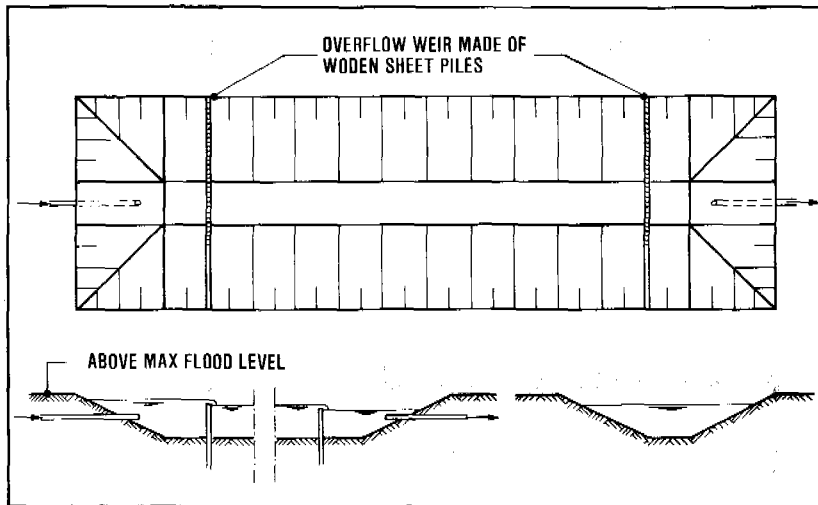 OVERFLOW WEIR MADE OF
WODEN SHEET PILES
ABOVE MAX FLOOD LEVEL